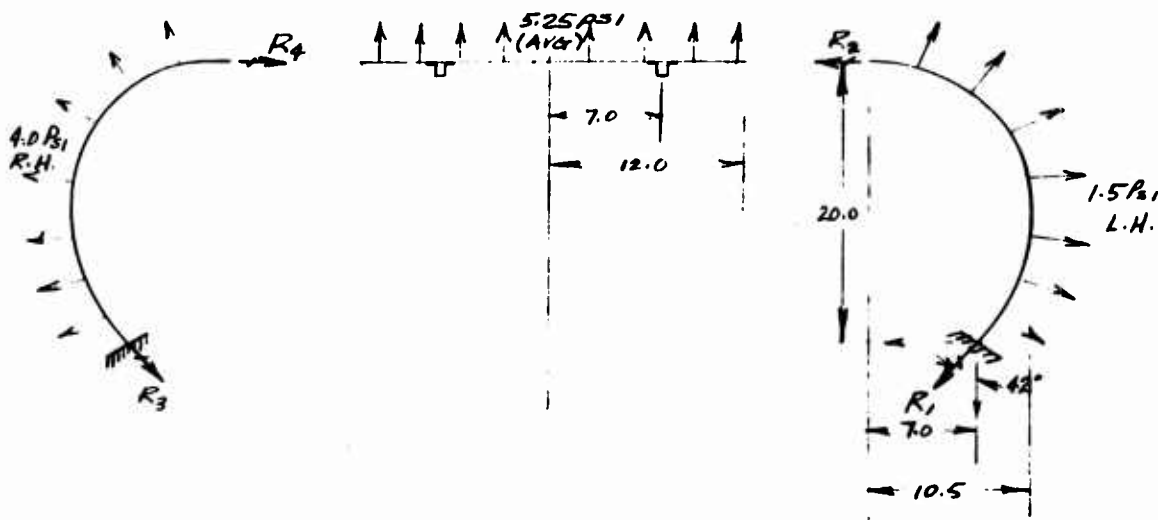 R4
4.0 PSI
R.H.
R3
5.25 PSI
(AVG)
7.0
12.0
R2
20.0
1.5 PSI
L.H.
R1
42°
7.0
10.5